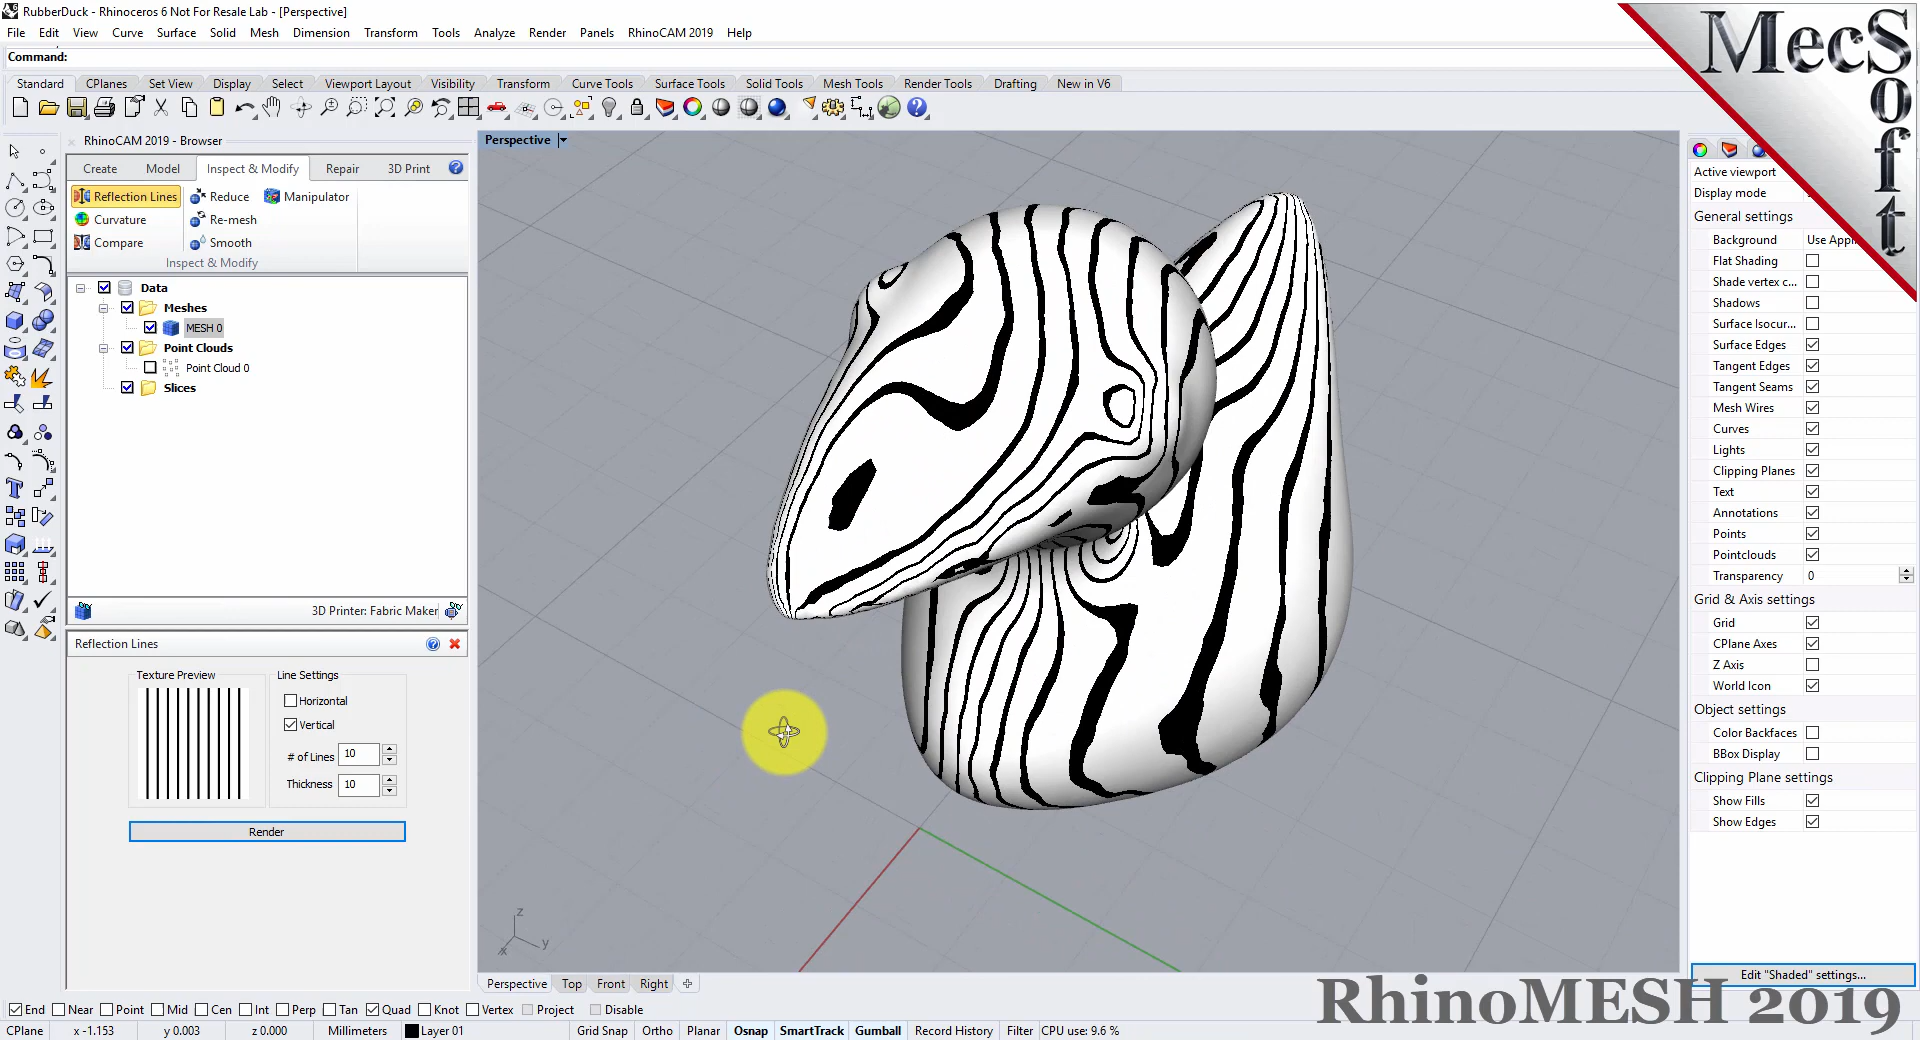 RubberDuck - Rhinoceros 6 Not For Resale Lab - [Perspective]
File Edit View Curve Surface Solid Mesh Dimension Transform Tools Analyze Render Panels RhinoCAM 2019 Help
Command:
Standard CPlanes Set View Display Select Viewport Layout Visibility Transform Curve Tools Surface Tools Solid Tools Mesh Tools Render Tools Drafting New in V6
MecSoft
RhinoCAM 2019 - Browser
Create Model Inspect & Modify Repair 3D Print
Reflection Lines Reduce Manipulator
Curvature Re-mesh
Compare Smooth
Inspect & Modify
Data
Meshes
MESH 0
Point Clouds
Point Cloud 0
Slices
3D Printer: Fabric Maker
Reflection Lines
Texture Preview Line Settings
Horizontal
Vertical
# of Lines 10
Thickness 10
Render
Perspective
z
y
x
Perspective Top Front Right
Active viewport
Display mode
General settings
Background Use Appli
Flat Shading
Shade vertex c...
Shadows
Surface Isocur...
Surface Edges
Tangent Edges
Tangent Seams
Mesh Wires
Curves
Lights
Clipping Planes
Text
Annotations
Points
Pointclouds
Transparency 0
Grid & Axis settings
Grid
CPlane Axes
Z Axis
World Icon
Object settings
Color Backfaces
BBox Display
Clipping Plane settings
Show Fills
Show Edges
Edit "Shaded" settings...
RhinoMESH 2019
End Near Point Mid Cen Int Perp Tan Quad Knot Vertex Project Disable
CPlane x -1.153 y 0.003 z 0.000 Millimeters Layer 01 Grid Snap Ortho Planar Osnap SmartTrack Gumball Record History Filter CPU use: 9.6 %